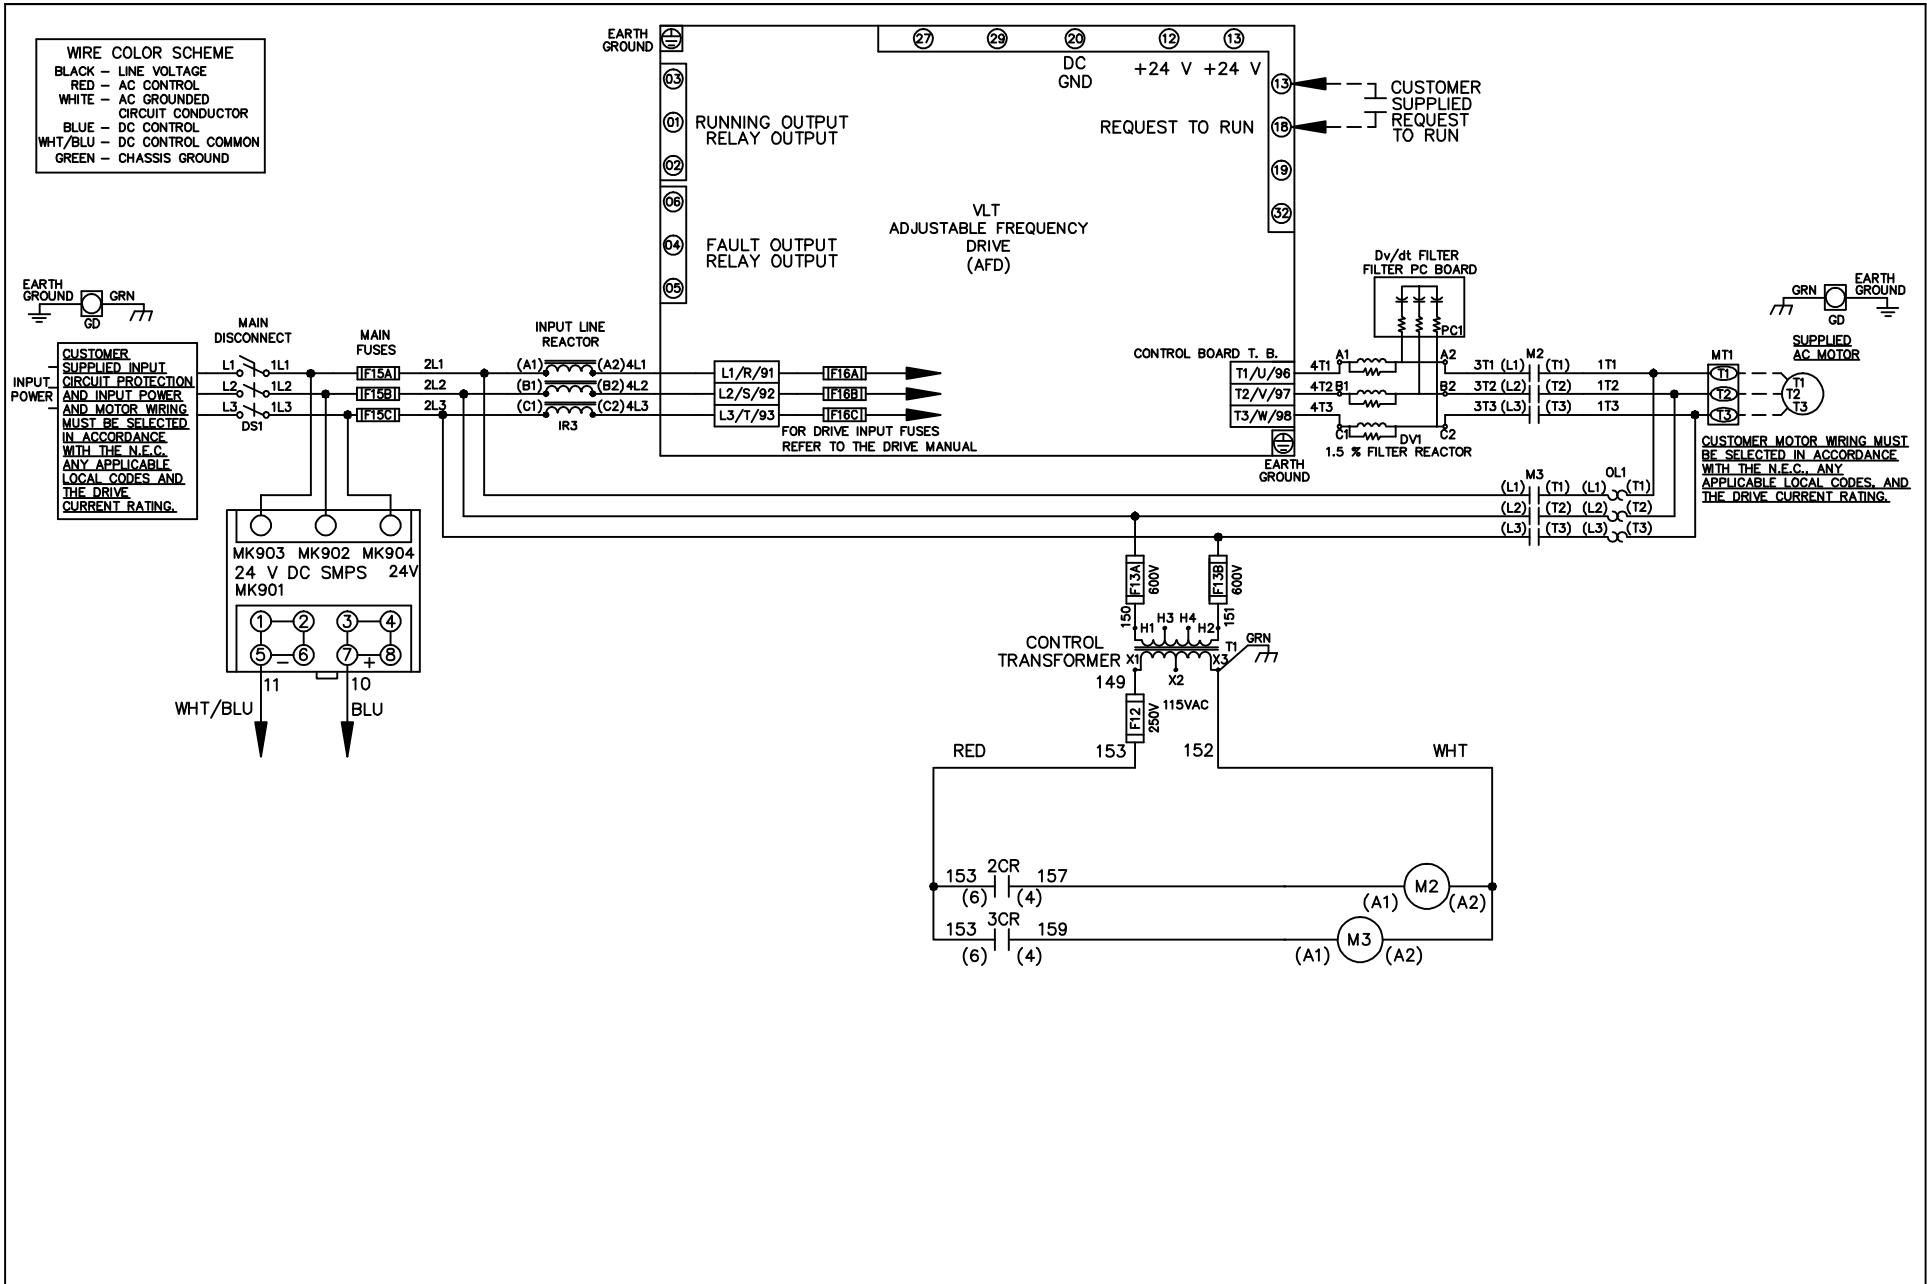 WIRE COLOR SCHEME
BLACK – LINE VOLTAGE
RED – AC CONTROL
WHITE – AC GROUNDED
CIRCUIT CONDUCTOR
BLUE – DC CONTROL
WHT/BLU – DC CONTROL COMMON
GREEN – CHASSIS GROUND
EARTH
GROUND
03
01
02
06
04
05
RUNNING OUTPUT
RELAY OUTPUT
FAULT OUTPUT
RELAY OUTPUT
27
29
20
12
13
DC
GND
+24 V
+24 V
13
18
19
32
REQUEST TO RUN
CUSTOMER
SUPPLIED
REQUEST
TO RUN
VLT
ADJUSTABLE FREQUENCY
DRIVE
(AFD)
Dv/dt FILTER
FILTER PC BOARD
PC1
EARTH
GROUND
GRN
GD
GRN
EARTH
GROUND
GD
SUPPLIED
AC MOTOR
INPUT
POWER
CUSTOMER
SUPPLIED INPUT
CIRCUIT PROTECTION
AND INPUT POWER
AND MOTOR WIRING
MUST BE SELECTED
IN ACCORDANCE
WITH THE N.E.C.
ANY APPLICABLE
LOCAL CODES AND
THE DRIVE
CURRENT RATING.
MAIN
DISCONNECT
L1 1L1
L2 1L2
L3 1L3
DS1
MAIN
FUSES
F15A
F15B
F15C
2L1
2L2
2L3
INPUT LINE
REACTOR
(A1) (A2) 4L1
(B1) (B2) 4L2
(C1) (C2) 4L3
IR3
L1/R/91
L2/S/92
L3/T/93
F16A
F16B
F16C
FOR DRIVE INPUT FUSES
REFER TO THE DRIVE MANUAL
CONTROL BOARD T. B.
T1/U/96
T2/V/97
T3/W/98
EARTH
GROUND
4T1 A1 A2
4T2 B1 B2
4T3 C1 C2
DV1
1.5 % FILTER REACTOR
M2
3T1 (L1) (T1) 1T1
3T2 (L2) (T2) 1T2
3T3 (L3) (T3) 1T3
MT1
T1
T2
T3
T1
T2
T3
CUSTOMER MOTOR WIRING MUST
BE SELECTED IN ACCORDANCE
WITH THE N.E.C., ANY
APPLICABLE LOCAL CODES, AND
THE DRIVE CURRENT RATING.
M3 OL1
(L1) (T1) (L1) (T1)
(L2) (T2) (L2) (T2)
(L3) (T3) (L3) (T3)
MK903 MK902 MK904
24 V DC SMPS 24V
MK901
1 2 3 4
5 – 6 7 + 8
11 10
WHT/BLU BLU
F13A
600V
F13B
600V
150
151
H1 H3 H4 H2
CONTROL
TRANSFORMER
T1
GRN
X1 X2 X3
149
F12
250V
115VAC
153 152
RED WHT
153 2CR 157
(6) (4)
M2
(A1) (A2)
153 3CR 159
(6) (4)
M3
(A1) (A2)